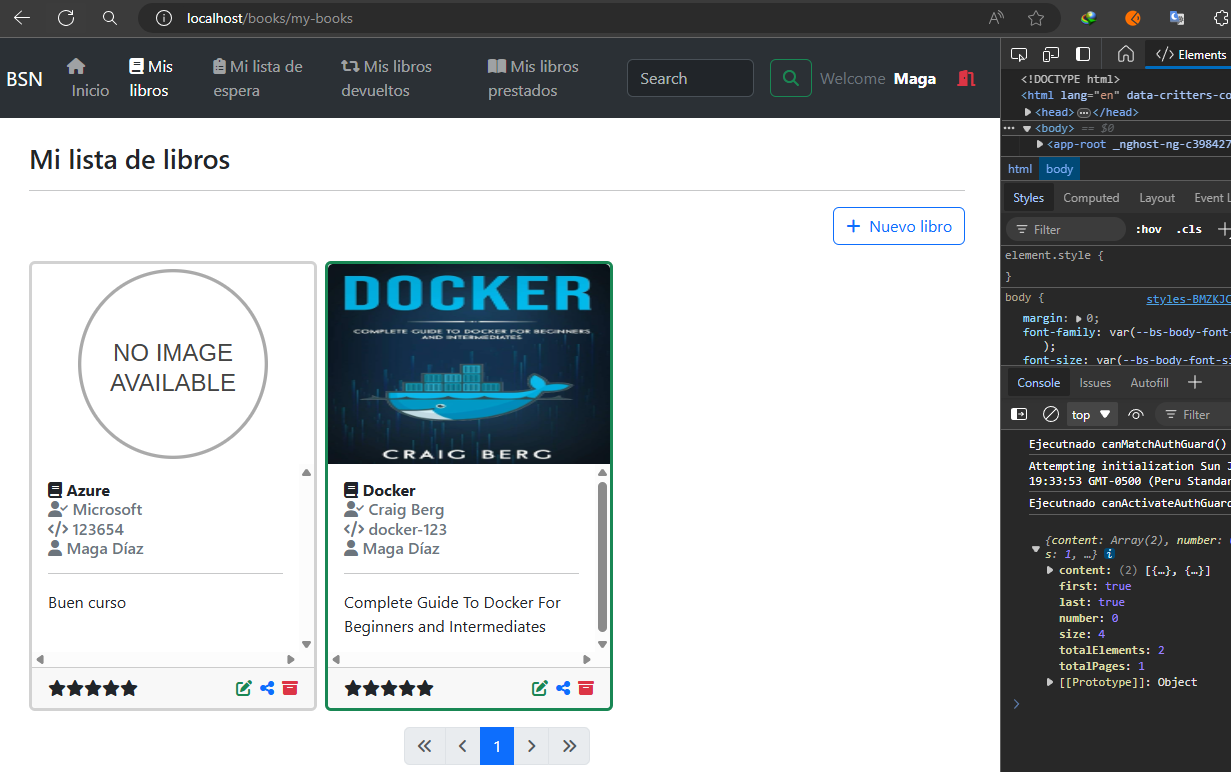 localhost/books/my-books
BSN
Inicio
Mis libros
Mi lista de espera
Mis libros devueltos
Mis libros prestados
Search
Welcome Maga
Mi lista de libros
Nuevo libro
NO IMAGE
AVAILABLE
Azure
Microsoft
123654
Maga Díaz
Buen curso
DOCKER
COMPLETE GUIDE TO DOCKER FOR BEGINNERS
AND INTERMEDIATES
CRAIG BERG
Docker
Craig Berg
docker-123
Maga Díaz
Complete Guide To Docker For
Beginners and Intermediates
1
Elements
<!DOCTYPE html>
<html lang="en" data-critters-co
<head> </head>
<body> == $0
<app-root _nghost-ng-c398427
html body
Styles Computed Layout Event L
Filter :hov .cls
element.style {
}
body { styles-BMZKJC
margin: 0;
font-family: var(--bs-body-font-
);
font-size: var(--bs-body-font-si
Console Issues Autofill
top Filter
Ejecutnado canMatchAuthGuard()
Attempting initialization Sun J
19:33:53 GMT-0500 (Peru Standar
Ejecutnado canActivateAuthGuard
{content: Array(2), number:
s: 1, …}
content: (2) [{…}, {…}]
first: true
last: true
number: 0
size: 4
totalElements: 2
totalPages: 1
[[Prototype]]: Object